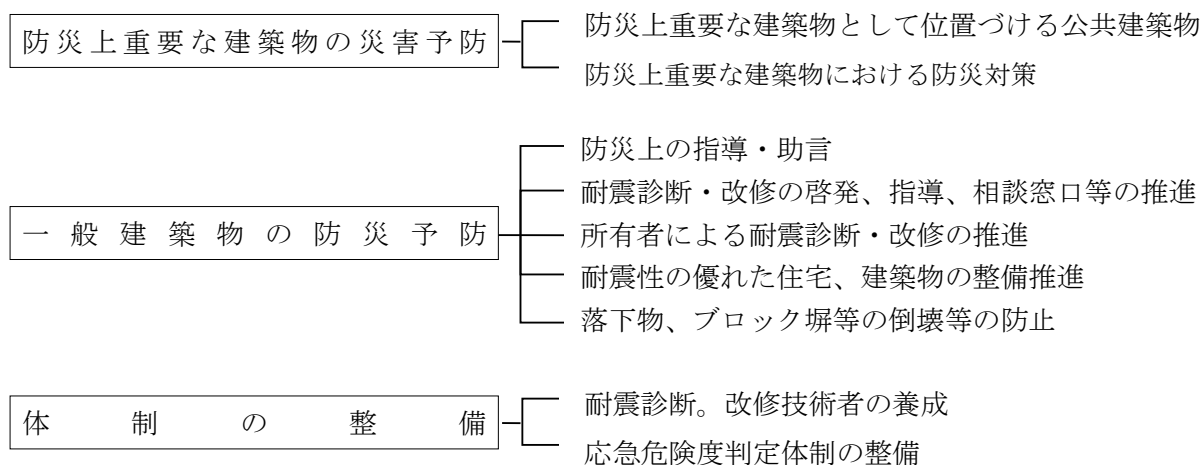 防災上重要な建築物の災害予防
防災上重要な建築物として位置づける公共建築物
防災上重要な建築物における防災対策
一般建築物の防災予防
防災上の指導・助言
耐震診断・改修の啓発、指導、相談窓口等の推進
所有者による耐震診断・改修の推進
耐震性の優れた住宅、建築物の整備推進
落下物、ブロック塀等の倒壊等の防止
体制の整備
耐震診断。改修技術者の養成
応急危険度判定体制の整備